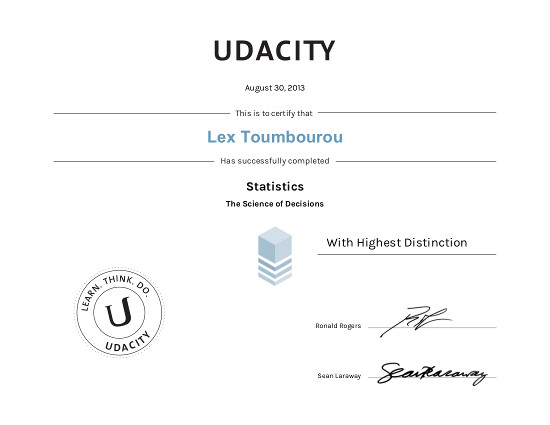 UDACITY
August 30, 2013
This is to certify that
Lex Toumbourou
Has successfully completed
Statistics
The Science of Decisions
With Highest Distinction
LEARN. THINK. DO.
U
UDACITY
Ronald Rogers
Sean Laraway
Sean Laraway